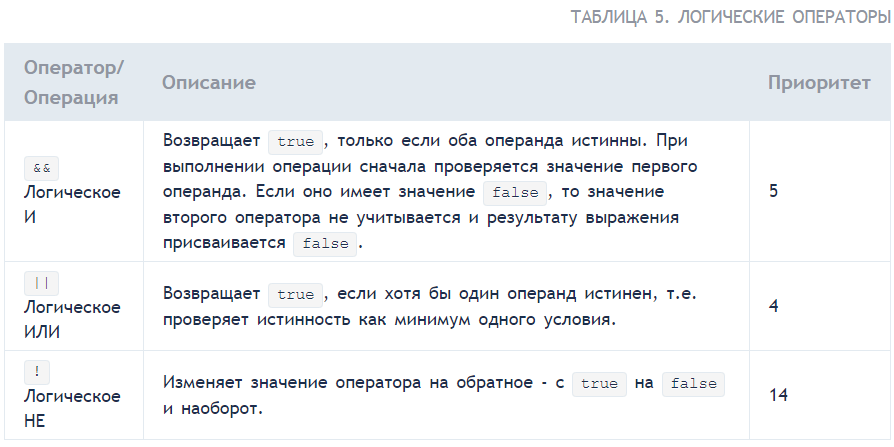 ТАБЛИЦА 5. ЛОГИЧЕСКИЕ ОПЕРАТОРЫ
Оператор/
Операция
Описание
Приоритет
&&
Логическое
И
Возвращает true, только если оба операнда истинны. При
выполнении операции сначала проверяется значение первого
операнда. Если оно имеет значение false, то значение
второго оператора не учитывается и результату выражения
присваивается false.
5
||
Логическое
ИЛИ
Возвращает true, если хотя бы один операнд истинен, т.е.
проверяет истинность как минимум одного условия.
4
!
Логическое
НЕ
Изменяет значение оператора на обратное - с true на false
и наоборот.
14